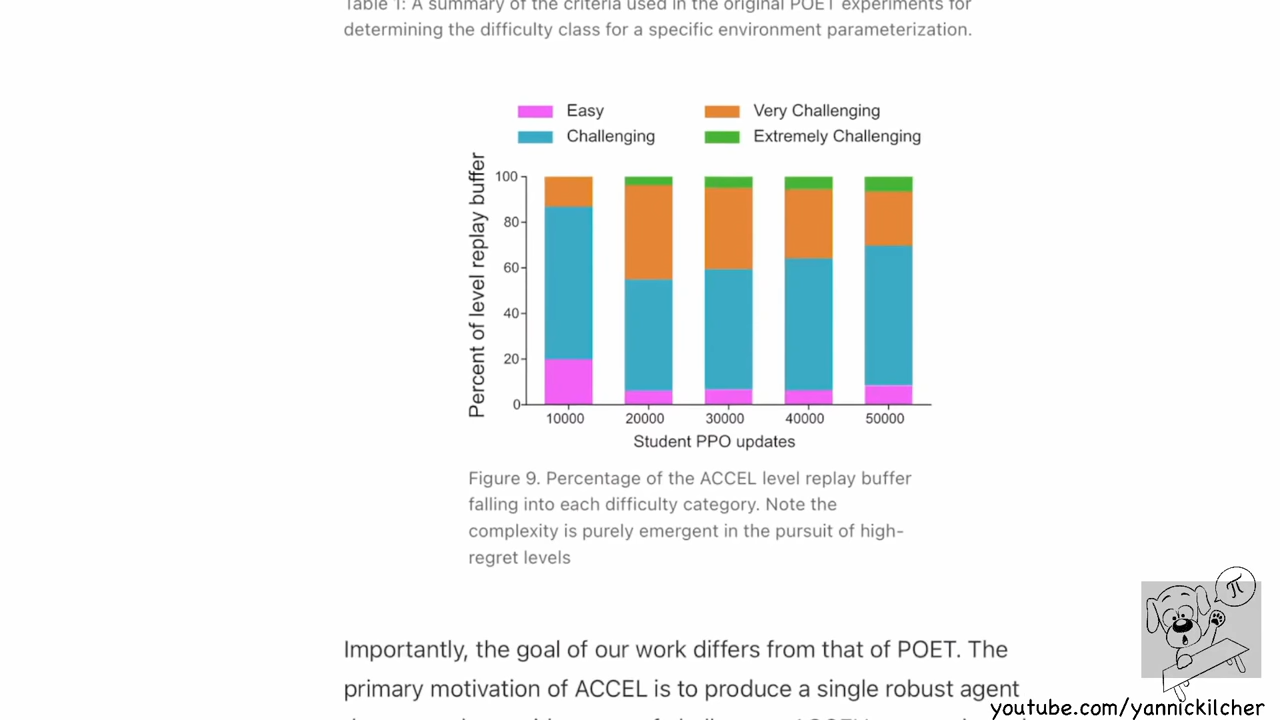 Table 1: A summary of the criteria used in the original POET experiments for
determining the difficulty class for a specific environment parameterization.
Easy
Very Challenging
Challenging
Extremely Challenging
Percent of level replay buffer
100
80
60
40
20
0
10000 20000 30000 40000 50000
Student PPO updates
Figure 9. Percentage of the ACCEL level replay buffer
falling into each difficulty category. Note the
complexity is purely emergent in the pursuit of high-
regret levels
Importantly, the goal of our work differs from that of POET. The
primary motivation of ACCEL is to produce a single robust agent
π
youtube.com/yannickilcher